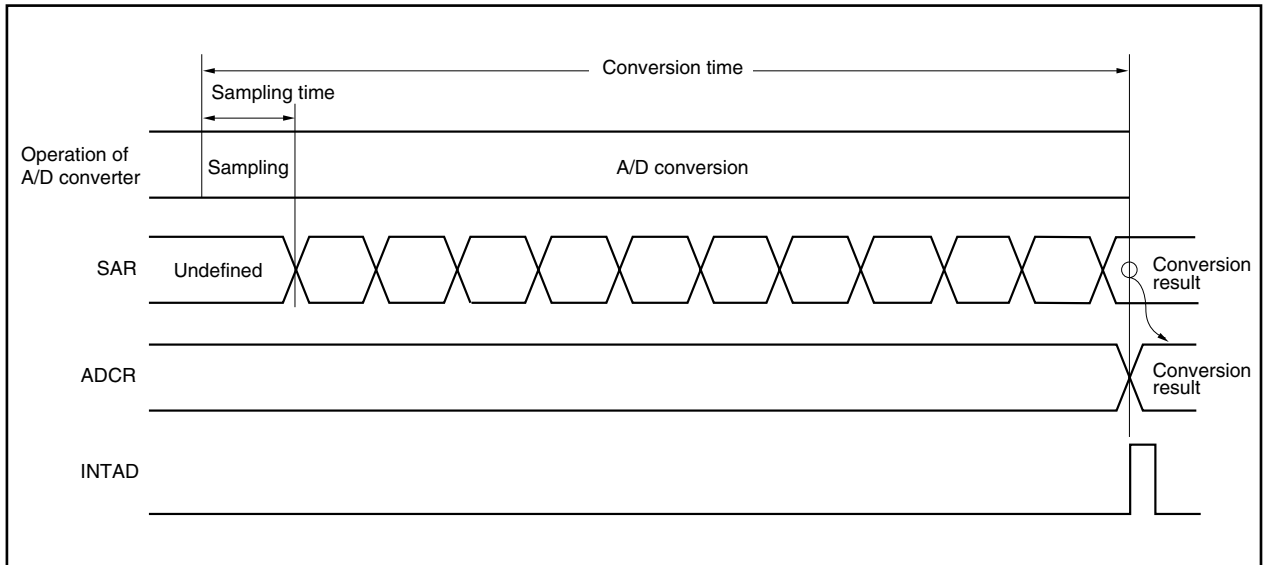 Conversion time
Sampling time
Operation of
A/D converter
Sampling
A/D conversion
SAR
Undefined
Conversion
result
ADCR
Conversion
result
INTAD